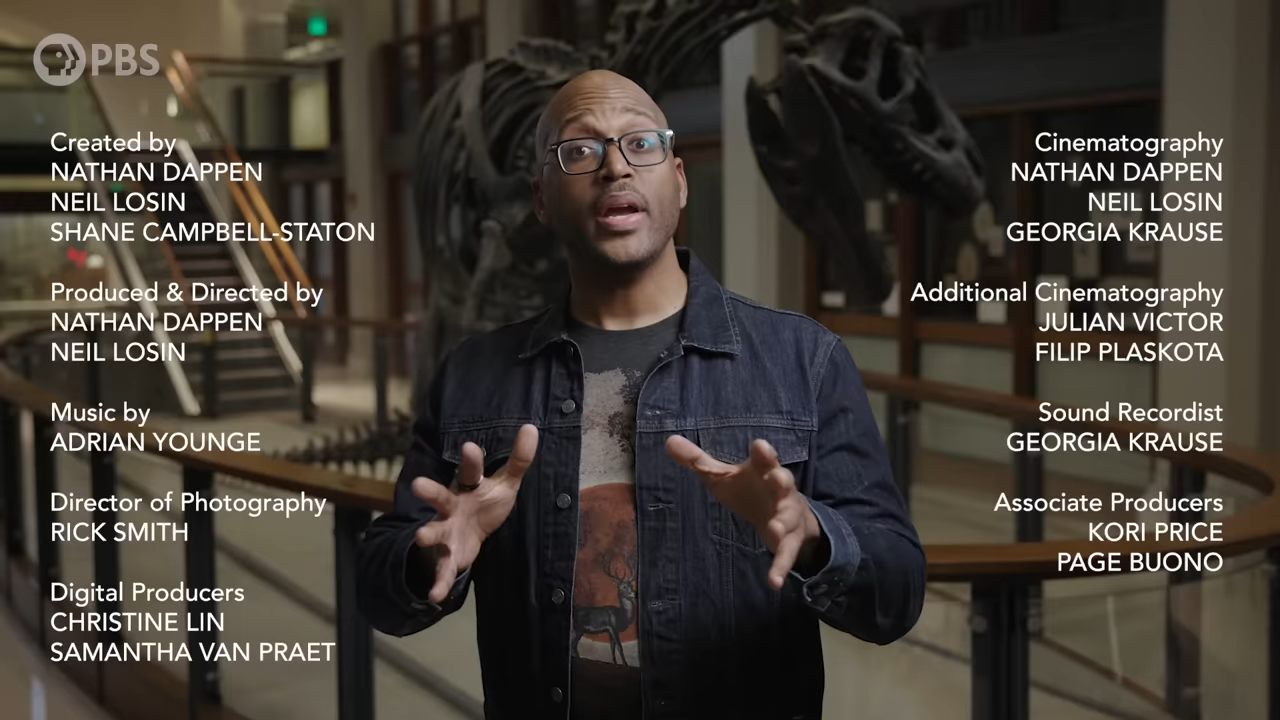 PBS
Created by
NATHAN DAPPEN
NEIL LOSIN
SHANE CAMPBELL-STATON
Produced & Directed by
NATHAN DAPPEN
NEIL LOSIN
Music by
ADRIAN YOUNGE
Director of Photography
RICK SMITH
Digital Producers
CHRISTINE LIN
SAMANTHA VAN PRAET
Cinematography
NATHAN DAPPEN
NEIL LOSIN
GEORGIA KRAUSE
Additional Cinematography
JULIAN VICTOR
FILIP PLASKOTA
Sound Recordist
GEORGIA KRAUSE
Associate Producers
KORI PRICE
PAGE BUONO